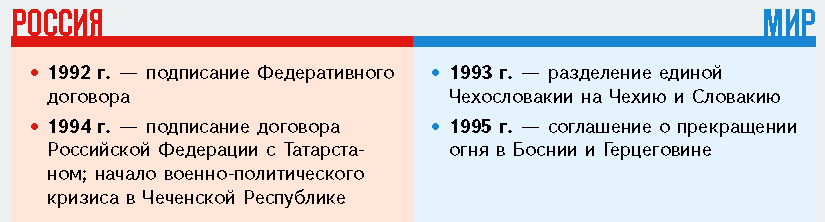 РОССИЯ
МИР
• 1992 г. — подписание Федеративного
договора
• 1994 г. — подписание договора
Российской Федерации с Татарста-
ном; начало военно-политического
кризиса в Чеченской Республике
• 1993 г. — разделение единой
Чехословакии на Чехию и Словакию
• 1995 г. — соглашение о прекращении
огня в Боснии и Герцеговине